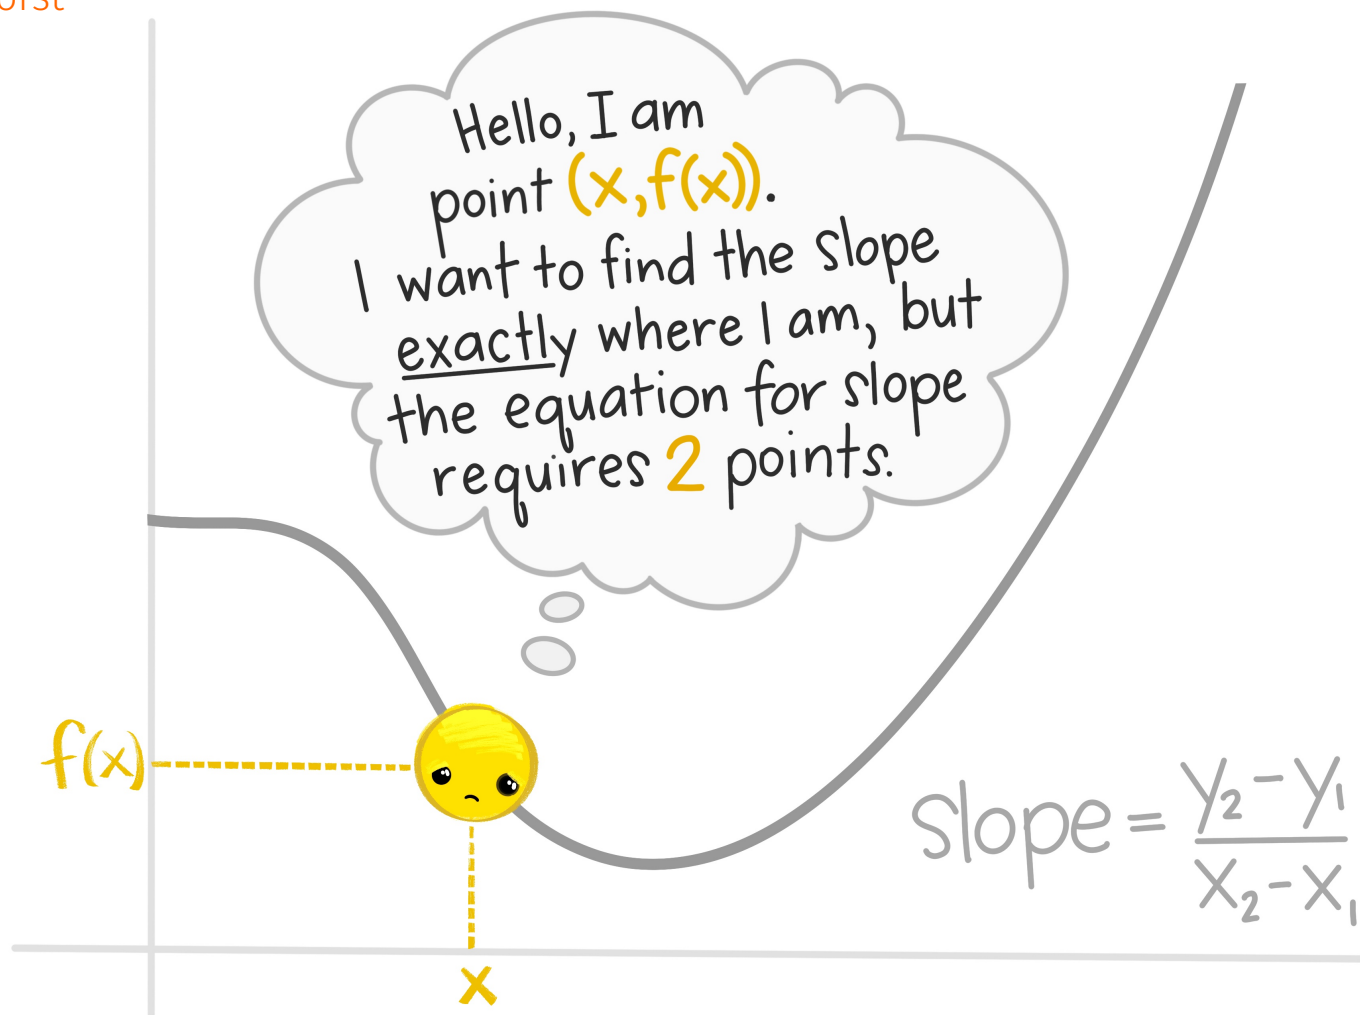 Hello, I am
point (x,f(x)).
I want to find the slope
exactly where I am, but
the equation for slope
requires 2 points.
f(x)
x
slope = y₂ - y₁
x₂ - x₁